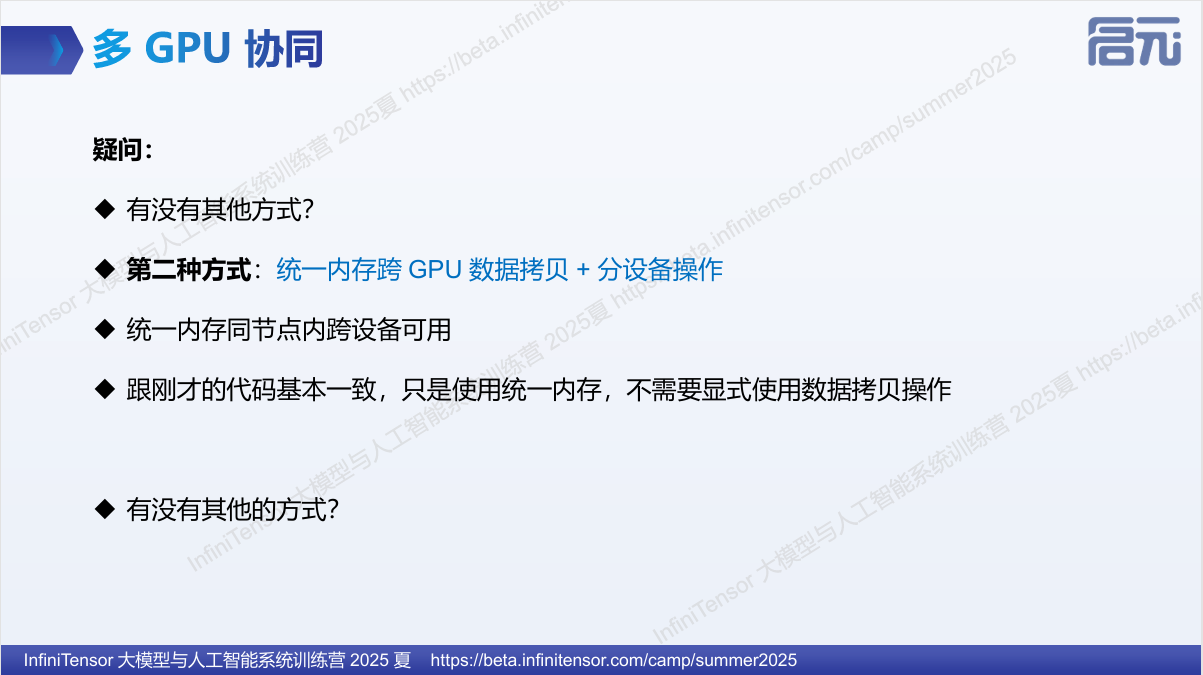 多 GPU 协同
启元
疑问：
◆ 有没有其他方式？
◆ 第二种方式：统一内存跨 GPU 数据拷贝 + 分设备操作
◆ 统一内存同节点内跨设备可用
◆ 跟刚才的代码基本一致，只是使用统一内存，不需要显式使用数据拷贝操作
◆ 有没有其他的方式？
InfiniTensor 大模型与人工智能系统训练营 2025夏 https://beta.infinitensor.com/camp/summer2025
InfiniTensor 大模型与人工智能系统训练营 2025 夏 https://beta.infinitensor.com/camp/summer2025